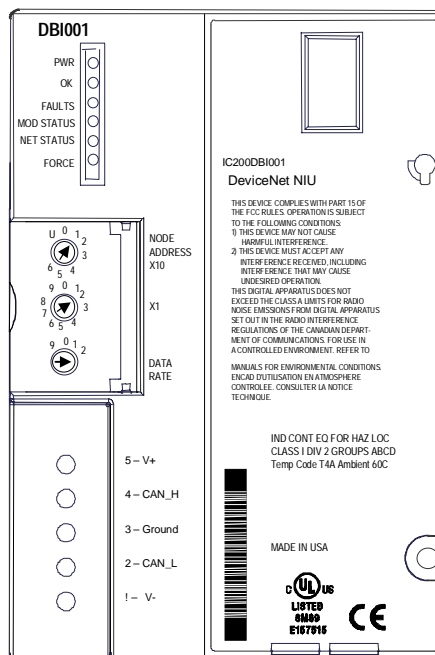 DBI001
PWR
OK
FAULTS
MOD STATUS
NET STATUS
FORCE
U 0 1 2 3 4 5 6
NODE
ADDRESS
X10
9 0 1 2 3 4 5 6 7 8
X1
9 0 1 2
DATA
RATE
5 – V+
4 – CAN_H
3 – Ground
2 – CAN_L
! – V-
IC200DBI001
DeviceNet NIU
THIS DEVICE COMPLIES WITH PART 15 OF
THE FCC RULES. OPERATION IS SUBJECT
TO THE FOLLOWING CONDITIONS:
1) THIS DEVICE MAY NOT CAUSE
HARMFUL INTERFERENCE.
2) THIS DEVICE MUST ACCEPT ANY
INTERFERENCE RECEIVED, INCLUDING
INTERFERENCE THAT MAY CAUSE
UNDESIRED OPERATION.
THIS DIGITAL APPARATUS DOES NOT
EXCEED THE CLASS A LIMITS FOR RADIO
NOISE EMISSIONS FROM DIGITAL APPARATUS
SET OUT IN THE RADIO INTERFERENCE
REGULATIONS OF THE CANADIAN DEPART-
MENT OF COMMUNICATIONS. FOR USE IN
A CONTROLLED ENVIRONMENT. REFER TO
MANUALS FOR ENVIRONMENTAL CONDITIONS.
ENCAD D'UTILISATION EN ATMOSPHERE
CONTROLEE. CONSULTER LA NOTICE
TECHNIQUE.
IND CONT EQ FOR HAZ LOC
CLASS I DIV 2 GROUPS ABCD
Temp Code T4A Ambient 60C
MADE IN USA
C UL US
LISTED
6M89
E157515
CE